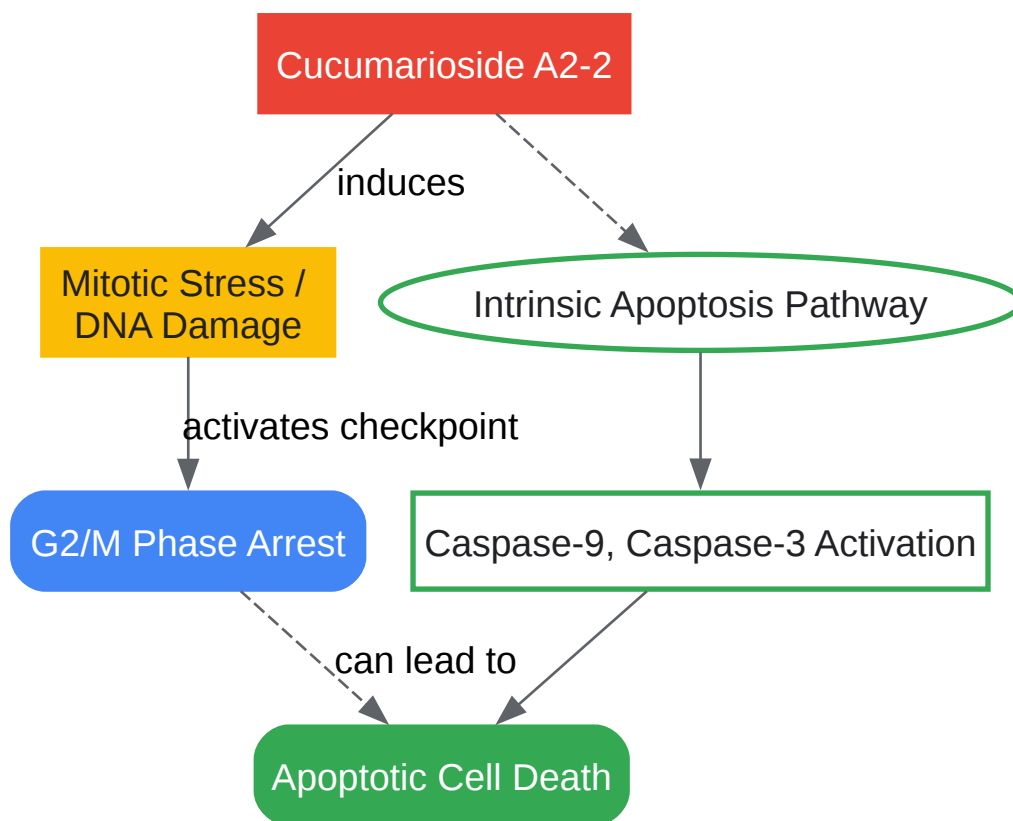 Cucumarioside A2-2
induces
Mitotic Stress /
DNA Damage
Intrinsic Apoptosis Pathway
activates checkpoint
G2/M Phase Arrest
Caspase-9, Caspase-3 Activation
can lead to
Apoptotic Cell Death